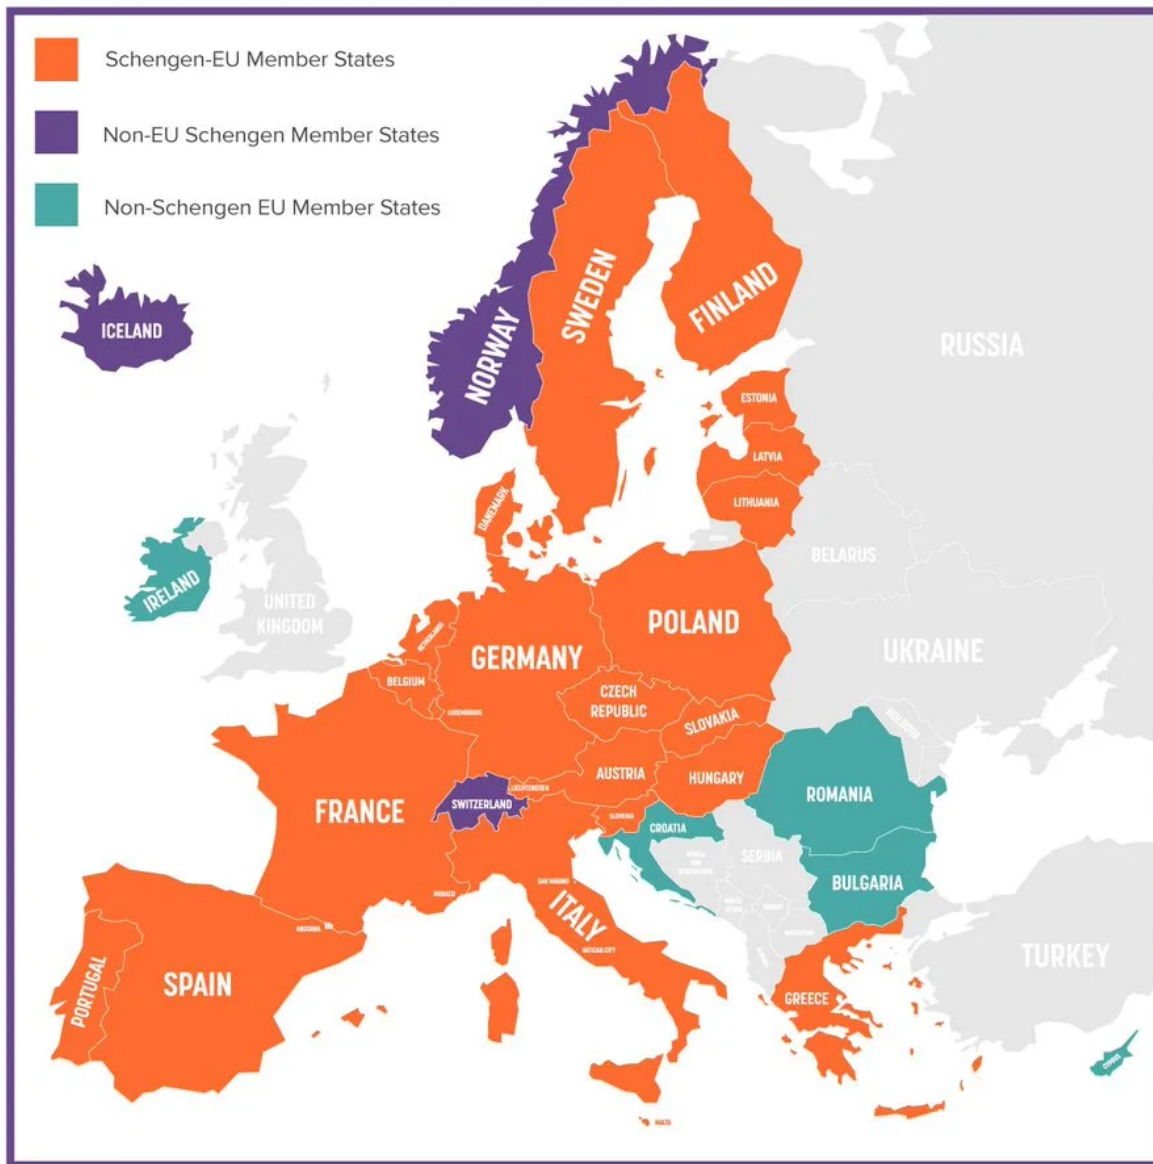 Schengen-EU Member States
Non-EU Schengen Member States
Non-Schengen EU Member States
ICELAND
NORWAY
SWEDEN
FINLAND
RUSSIA
ESTONIA
LATVIA
LITHUANIA
DANEMARK
BELARUS
IRELAND
UNITED
KINGDOM
NETHERLANDS
POLAND
GERMANY
UKRAINE
BELGIUM
CZECH
REPUBLIC
LUXEMBOURG
SLOVAKIA
MOLDOVA
AUSTRIA
HUNGARY
LIECHTENSTEIN
ROMANIA
SWITZERLAND
FRANCE
SLOVENIA
CROATIA
SERBIA
BULGARIA
SAN MARINO
MONACO
ITALY
ANDORRA
VATICAN CITY
TURKEY
PORTUGAL
SPAIN
GREECE
CYPRUS
MALTA